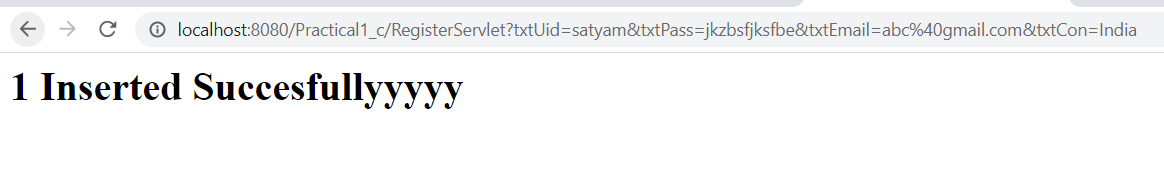 localhost:8080/Practical1_c/RegisterServlet?txtUid=satyam&txtPass=jkzbsfjksfbe&txtEmail=abc%40gmail.com&txtCon=India
1 Inserted Succesfullyyyyy